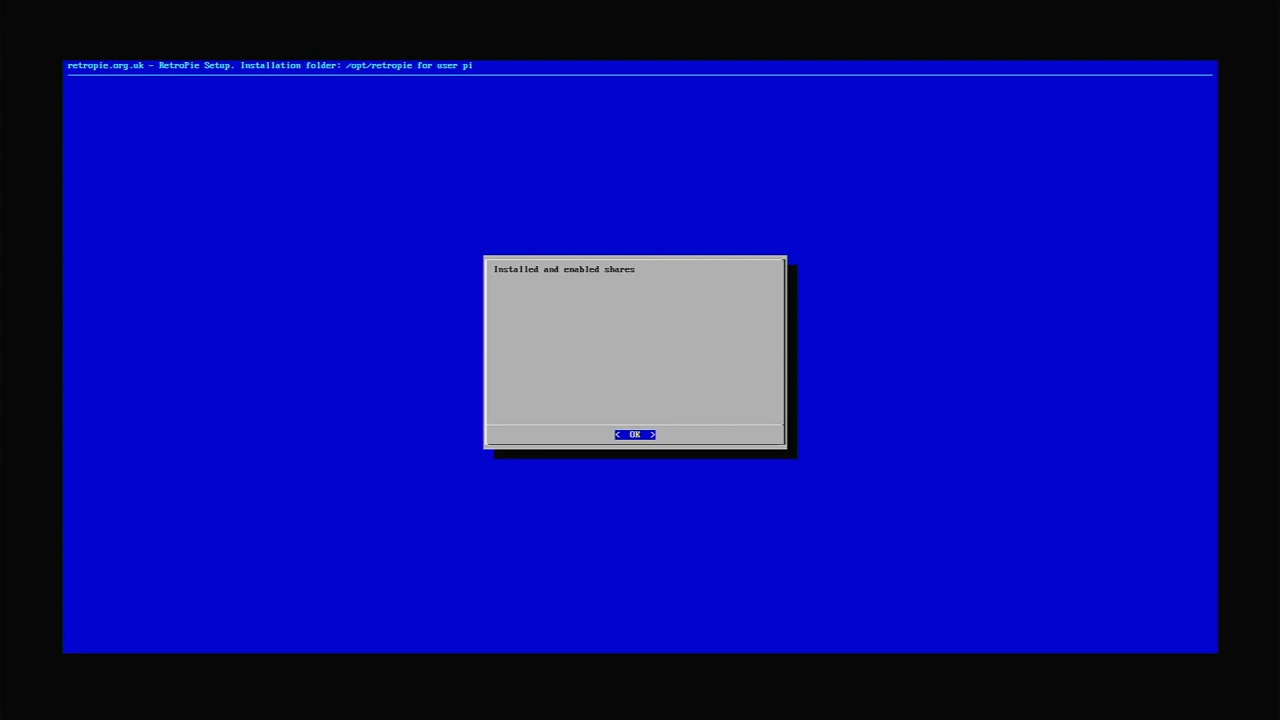 retropie.org.uk - RetroPie Setup. Installation folder: /opt/retropie for user pi
Installed and enabled shares
< OK >